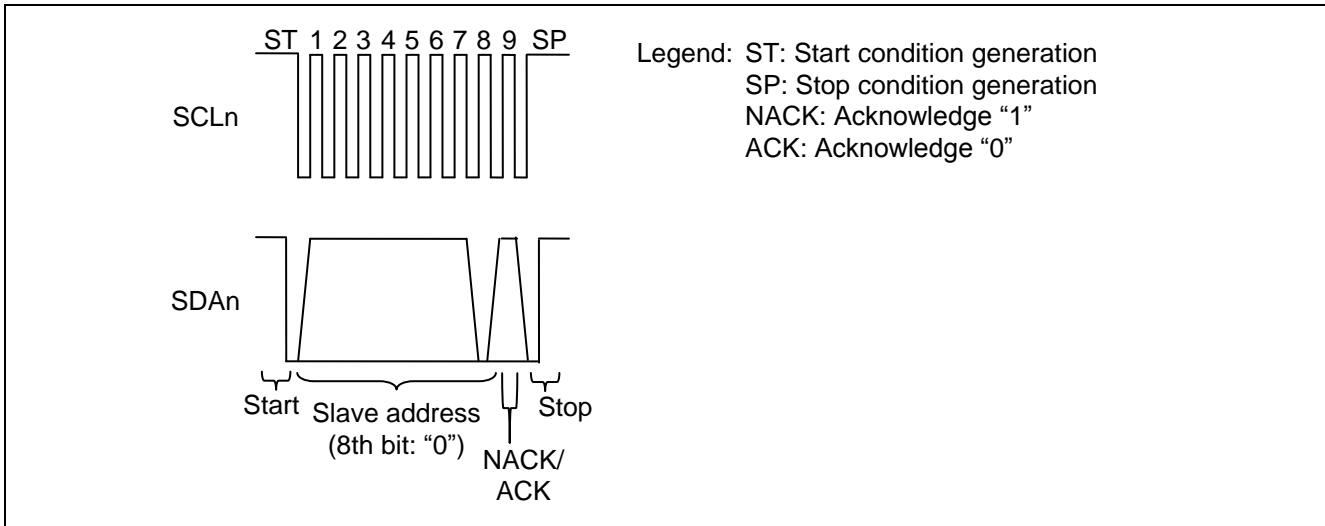 ST 1 2 3 4 5 6 7 8 9 SP
SCLn
Legend: ST: Start condition generation
SP: Stop condition generation
NACK: Acknowledge “1”
ACK: Acknowledge “0”
SDAn
Start
Slave address
(8th bit: “0”)
NACK/
ACK
Stop